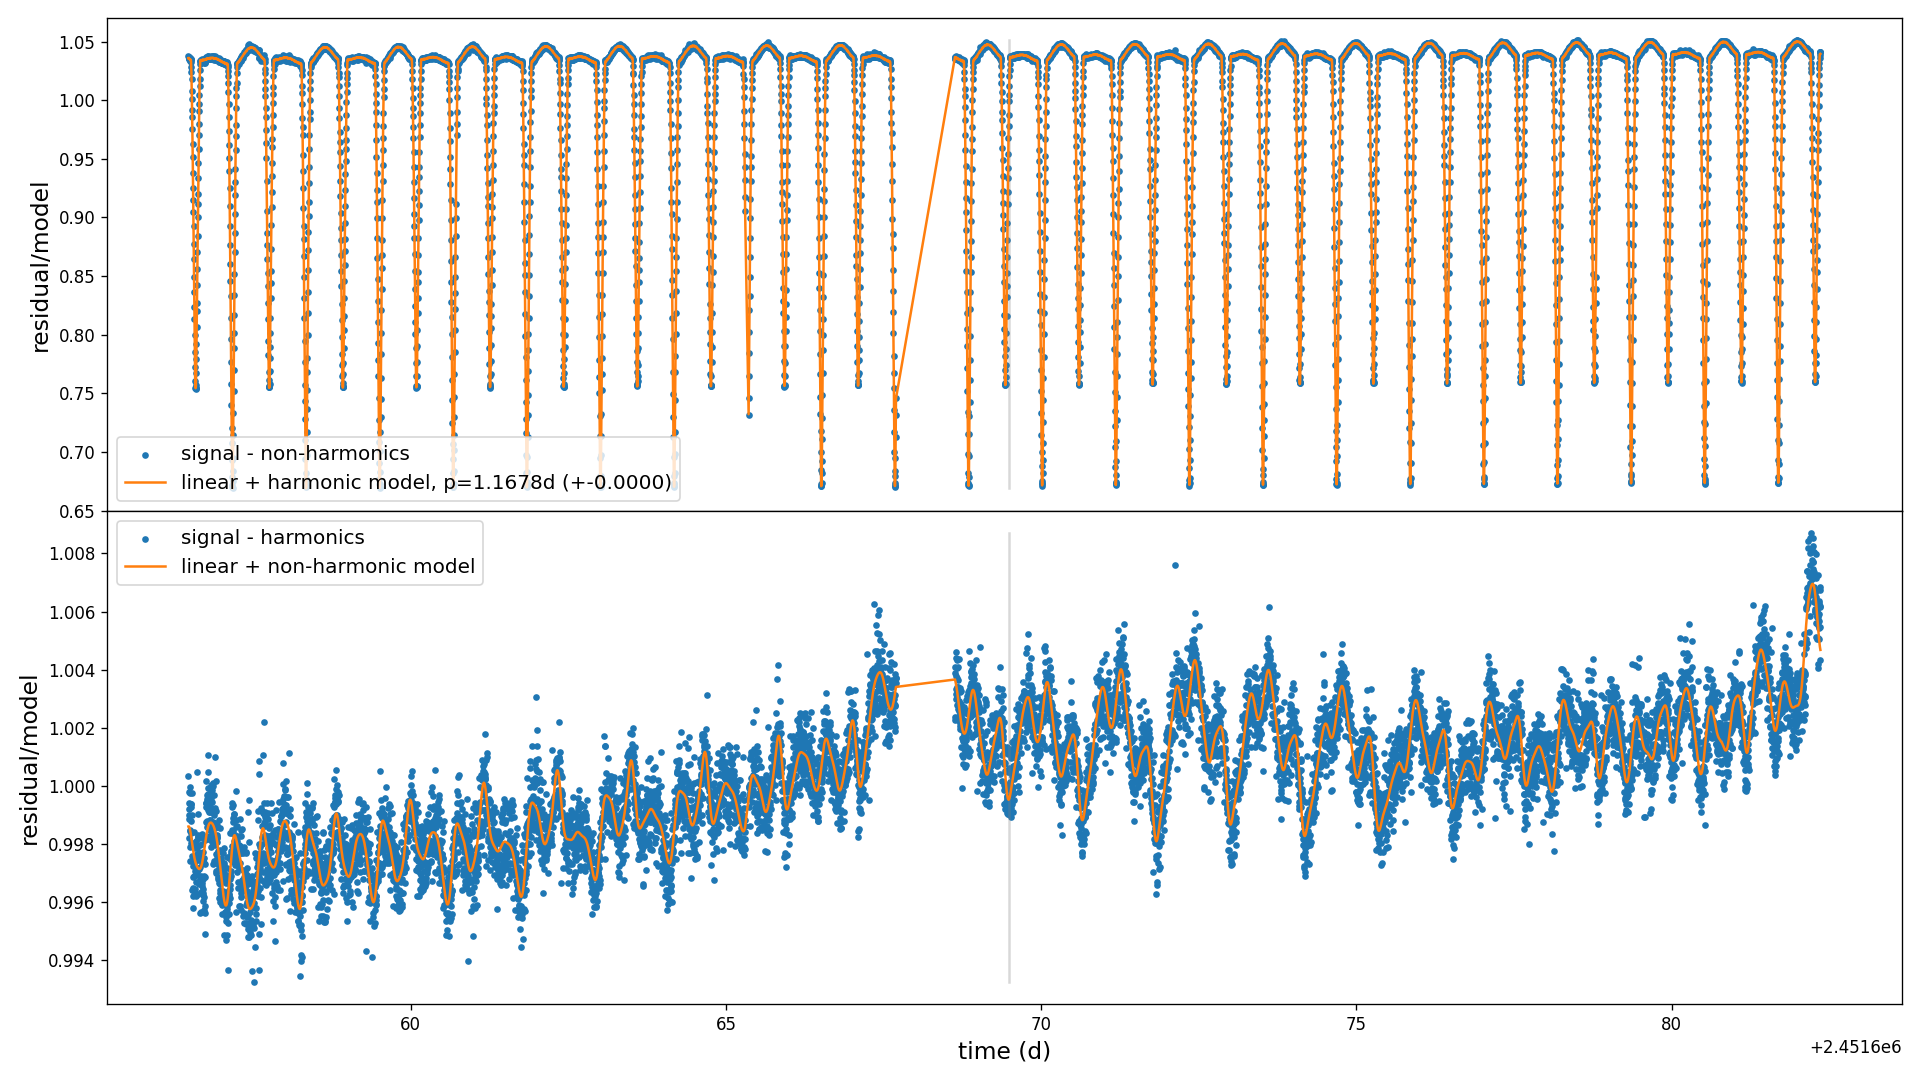 1.05
1.00
0.95
0.90
0.85
0.80
0.75
0.70
0.65
residual/model
signal - non-harmonics
linear + harmonic model, p=1.1678d (+-0.0000)
signal - harmonics
linear + non-harmonic model
1.008
1.006
1.004
1.002
1.000
0.998
0.996
0.994
residual/model
60
65
70
75
80
time (d)
+2.4516e6